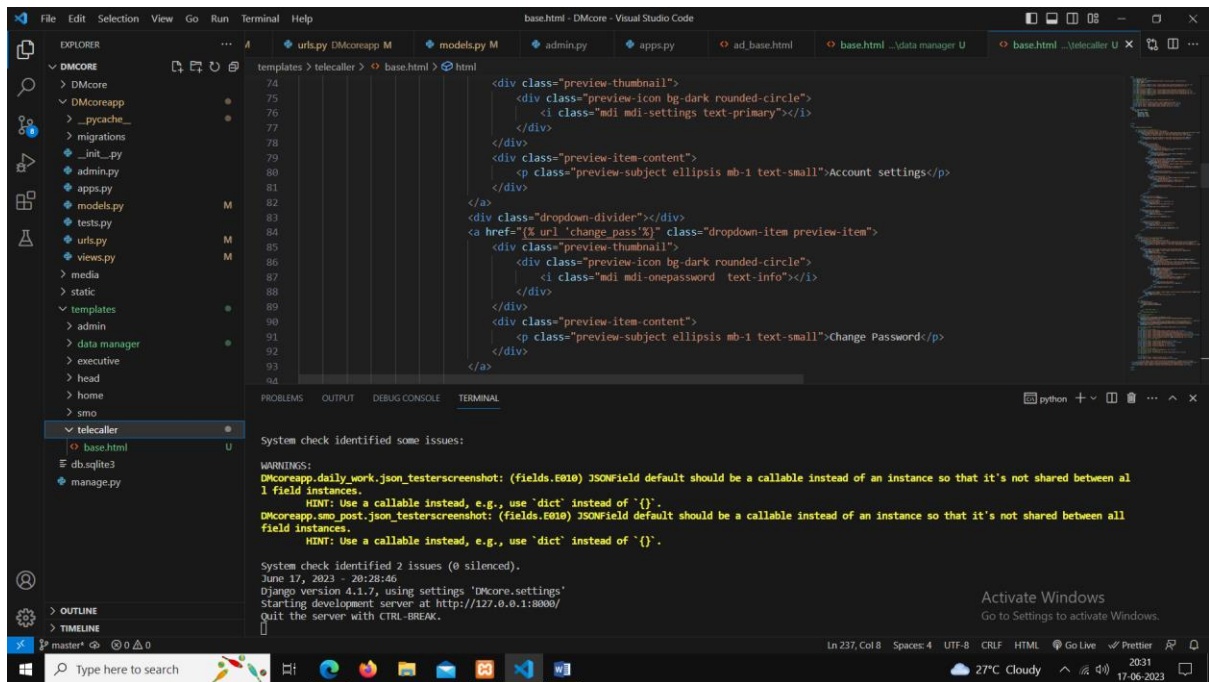 File Edit Selection View Go Run Terminal Help base.html - DMcore - Visual Studio Code
EXPLORER
urls.py DMcoreapp M models.py M admin.py apps.py ad_base.html base.html ...\data manager U base.html ...\telecaller U
DMCORE
templates > telecaller > base.html > html
> DMcore
DMcoreapp
> __pycache__
> migrations
__init__.py
admin.py
apps.py
models.py M
tests.py
urls.py M
views.py M
> media
> static
templates
> admin
> data manager
> executive
> head
> home
> smo
telecaller
base.html U
db.sqlite3
manage.py
> OUTLINE
> TIMELINE
74 <div class="preview-thumbnail">
75 <div class="preview-icon bg-dark rounded-circle">
76 <i class="mdi mdi-settings text-primary"></i>
77 </div>
78 </div>
79 <div class="preview-item-content">
80 <p class="preview-subject ellipsis mb-1 text-small">Account settings</p>
81 </div>
82 </a>
83 <div class="dropdown-divider"></div>
84 <a href="{% url 'change_pass'%}" class="dropdown-item preview-item">
85 <div class="preview-thumbnail">
86 <div class="preview-icon bg-dark rounded-circle">
87 <i class="mdi mdi-onepassword  text-info"></i>
88 </div>
89 </div>
90 <div class="preview-item-content">
91 <p class="preview-subject ellipsis mb-1 text-small">Change Password</p>
92 </div>
93 </a>
94
PROBLEMS OUTPUT DEBUG CONSOLE TERMINAL python
System check identified some issues:
WARNINGS:
DMcoreapp.daily_work.json_testerscreenshot: (fields.E010) JSONField default should be a callable instead of an instance so that it's not shared between al
l field instances.
HINT: Use a callable instead, e.g., use `dict` instead of `{}`.
DMcoreapp.smo_post.json_testerscreenshot: (fields.E010) JSONField default should be a callable instead of an instance so that it's not shared between all
field instances.
HINT: Use a callable instead, e.g., use `dict` instead of `{}`.
System check identified 2 issues (0 silenced).
June 17, 2023 - 20:28:46
Django version 4.1.7, using settings 'DMcore.settings'
Starting development server at http://127.0.0.1:8000/
Quit the server with CTRL-BREAK.
Activate Windows
Go to Settings to activate Windows.
master* 0 0 Ln 237, Col 8 Spaces: 4 UTF-8 CRLF HTML Go Live Prettier
Type here to search 27°C Cloudy 20:31
17-06-2023